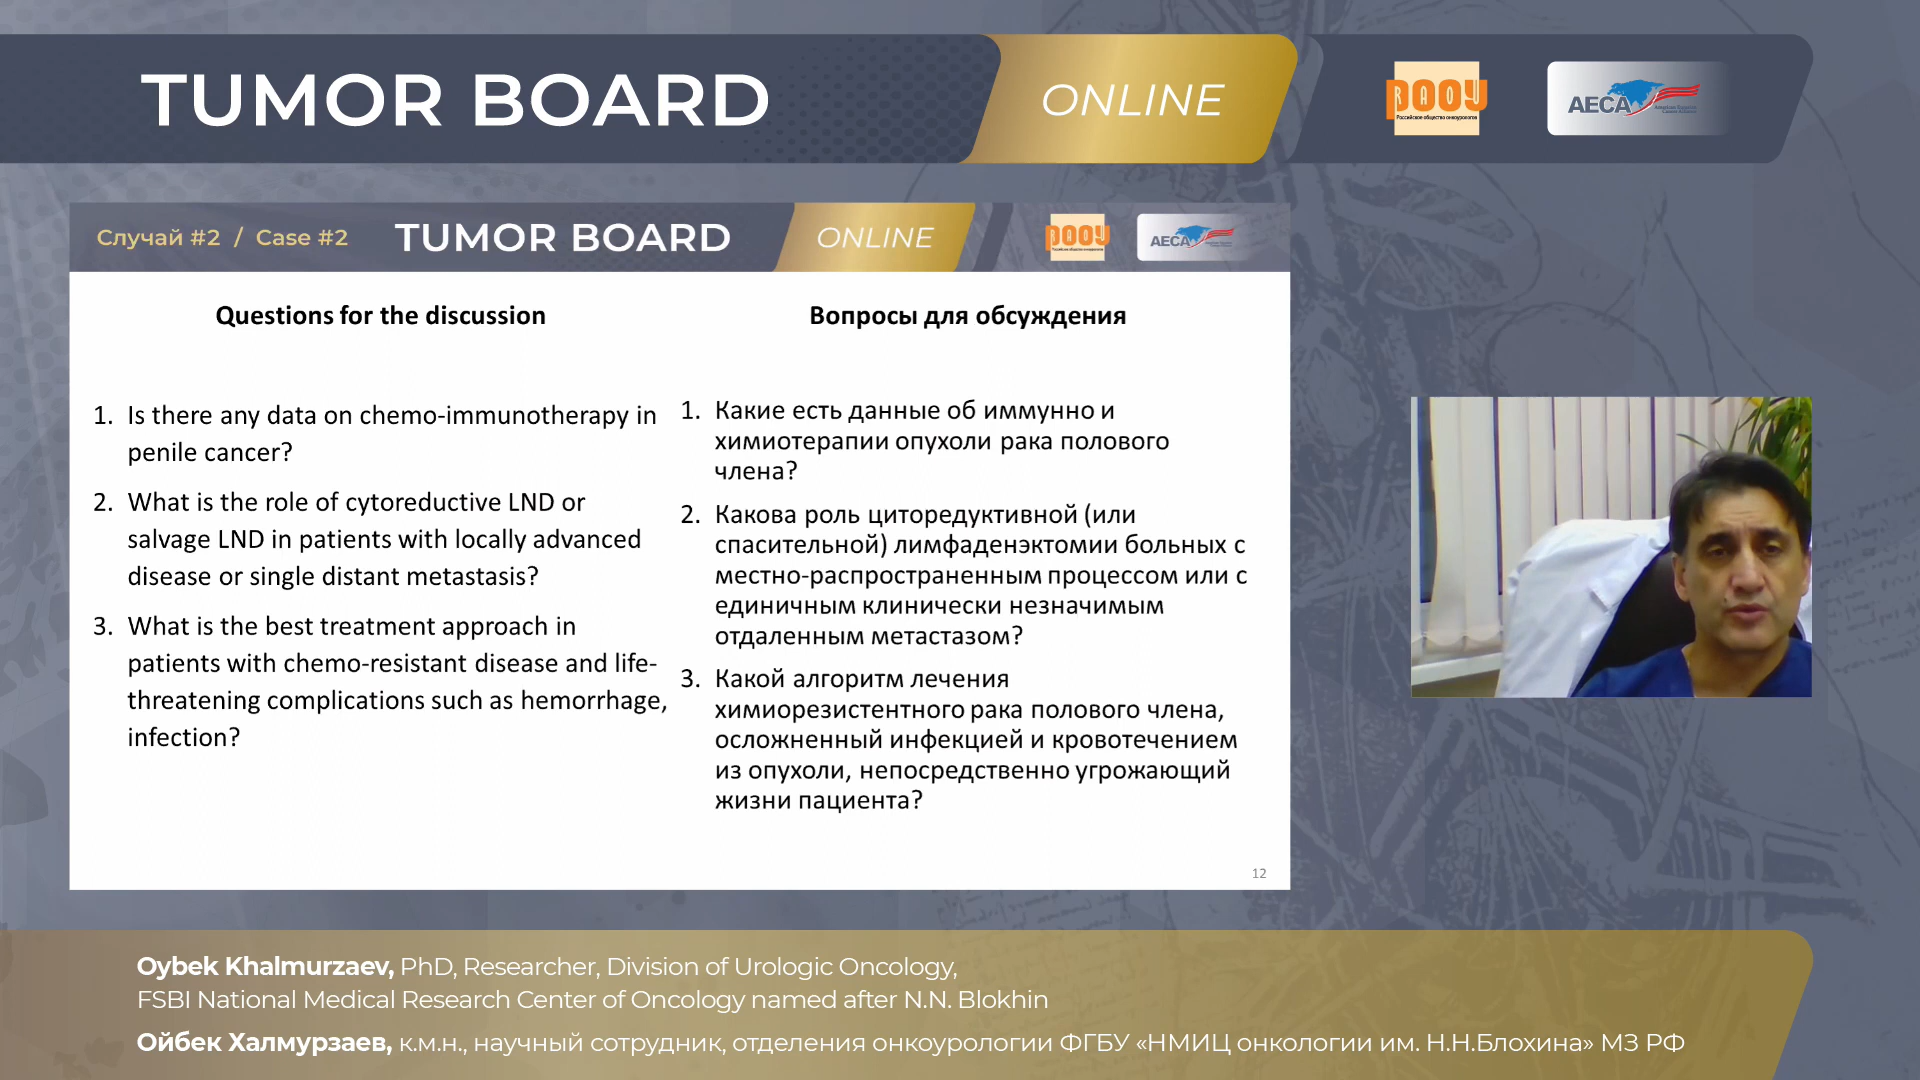 TUMOR BOARD
ONLINE
РООУ
Российское общество онкоурологов
AECA
Случай #2 / Case #2
TUMOR BOARD
ONLINE
РООУ
AECA
Questions for the discussion
1. Is there any data on chemo-immunotherapy in
penile cancer?
2. What is the role of cytoreductive LND or
salvage LND in patients with locally advanced
disease or single distant metastasis?
3. What is the best treatment approach in
patients with chemo-resistant disease and life-
threatening complications such as hemorrhage,
infection?
Вопросы для обсуждения
1. Какие есть данные об иммунно и
химиотерапии опухоли рака полового
члена?
2. Какова роль циторедуктивной (или
спасительной) лимфаденэктомии больных с
местно-распространенным процессом или с
единичным клинически незначимым
отдаленным метастазом?
3. Какой алгоритм лечения
химиорезистентного рака полового члена,
осложненный инфекцией и кровотечением
из опухоли, непосредственно угрожающий
жизни пациента?
12
Oybek Khalmurzaev, PhD, Researcher, Division of Urologic Oncology,
FSBI National Medical Research Center of Oncology named after N.N. Blokhin
Ойбек Халмурзаев, к.м.н., научный сотрудник, отделения онкоурологии ФГБУ «НМИЦ онкологии им. Н.Н.Блохина» МЗ РФ